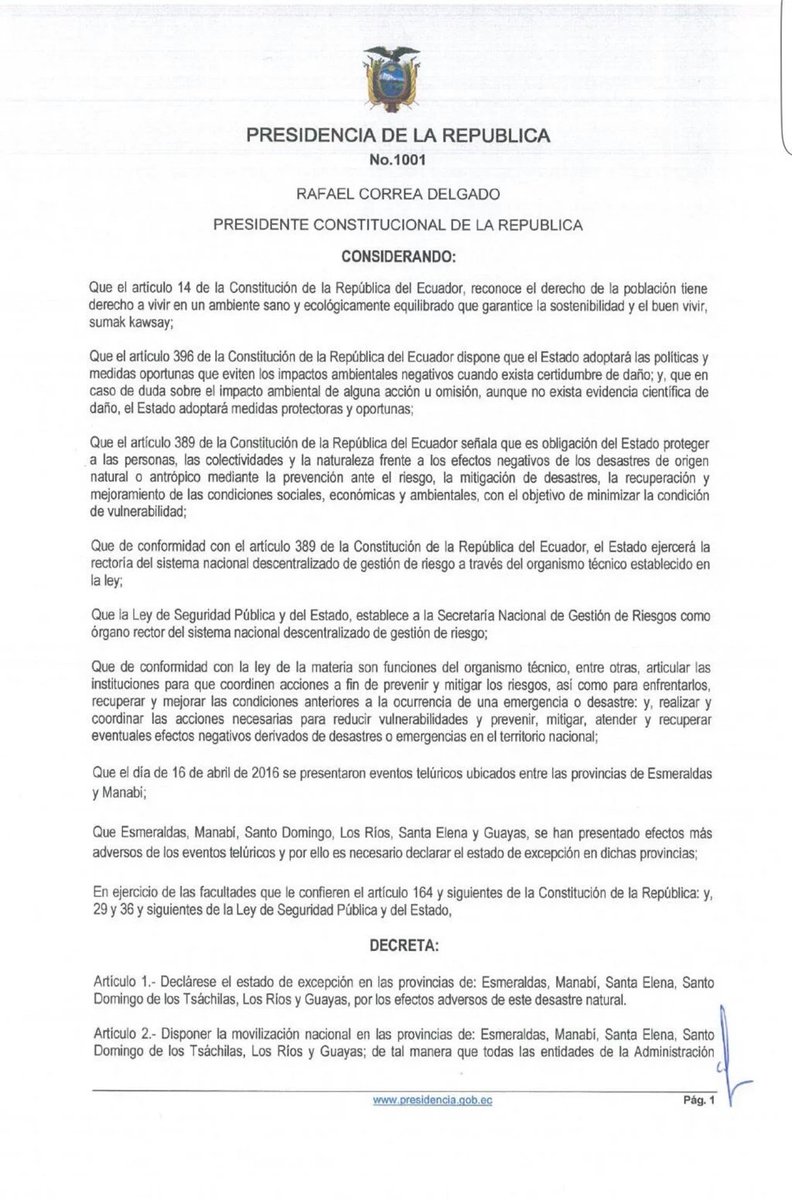 PRESIDENCIA DE LA REPUBLICA
No.1001
RAFAEL CORREA DELGADO
PRESIDENTE CONSTITUCIONAL DE LA REPUBLICA
CONSIDERANDO:
Que el artículo 14 de la Constitución de la República del Ecuador, reconoce el derecho de la población tiene
derecho a vivir en un ambiente sano y ecológicamente equilibrado que garantice la sostenibilidad y el buen vivir,
sumak kawsay;
Que el artículo 396 de la Constitución de la República del Ecuador dispone que el Estado adoptará las políticas y
medidas oportunas que eviten los impactos ambientales negativos cuando exista certidumbre de daño; y, que en
caso de duda sobre el impacto ambiental de alguna acción u omisión, aunque no exista evidencia científica de
daño, el Estado adoptará medidas protectoras y oportunas;
Que el artículo 389 de la Constitución de la República del Ecuador señala que es obligación del Estado proteger
a las personas, las colectividades y la naturaleza frente a los efectos negativos de los desastres de origen
natural o antrópico mediante la prevención ante el riesgo, la mitigación de desastres, la recuperación y
mejoramiento de las condiciones sociales, económicas y ambientales, con el objetivo de minimizar la condición
de vulnerabilidad;
Que de conformidad con el artículo 389 de la Constitución de la República del Ecuador, el Estado ejercerá la
rectoría del sistema nacional descentralizado de gestión de riesgo a través del organismo técnico establecido en
la ley;
Que la Ley de Seguridad Pública y del Estado, establece a la Secretaría Nacional de Gestión de Riesgos como
órgano rector del sistema nacional descentralizado de gestión de riesgo;
Que de conformidad con la ley de la materia son funciones del organismo técnico, entre otras, articular las
instituciones para que coordinen acciones a fin de prevenir y mitigar los riesgos, así como para enfrentarlos,
recuperar y mejorar las condiciones anteriores a la ocurrencia de una emergencia o desastre: y, realizar y
coordinar las acciones necesarias para reducir vulnerabilidades y prevenir, mitigar, atender y recuperar
eventuales efectos negativos derivados de desastres o emergencias en el territorio nacional;
Que el día de 16 de abril de 2016 se presentaron eventos telúricos ubicados entre las provincias de Esmeraldas
y Manabí;
Que Esmeraldas, Manabí, Santo Domingo, Los Ríos, Santa Elena y Guayas, se han presentado efectos más
adversos de los eventos telúricos y por ello es necesario declarar el estado de excepción en dichas provincias;
En ejercicio de las facultades que le confieren el artículo 164 y siguientes de la Constitución de la República: y,
29 y 36 y siguientes de la Ley de Seguridad Pública y del Estado,
DECRETA:
Artículo 1.- Declárese el estado de excepción en las provincias de: Esmeraldas, Manabí, Santa Elena, Santo
Domingo de los Tsáchilas, Los Ríos y Guayas, por los efectos adversos de este desastre natural.
Artículo 2.- Disponer la movilización nacional en las provincias de: Esmeraldas, Manabí, Santa Elena, Santo
Domingo de los Tsáchilas, Los Ríos y Guayas; de tal manera que todas las entidades de la Administración
www.presidencia.gob.ec
Pág. 1